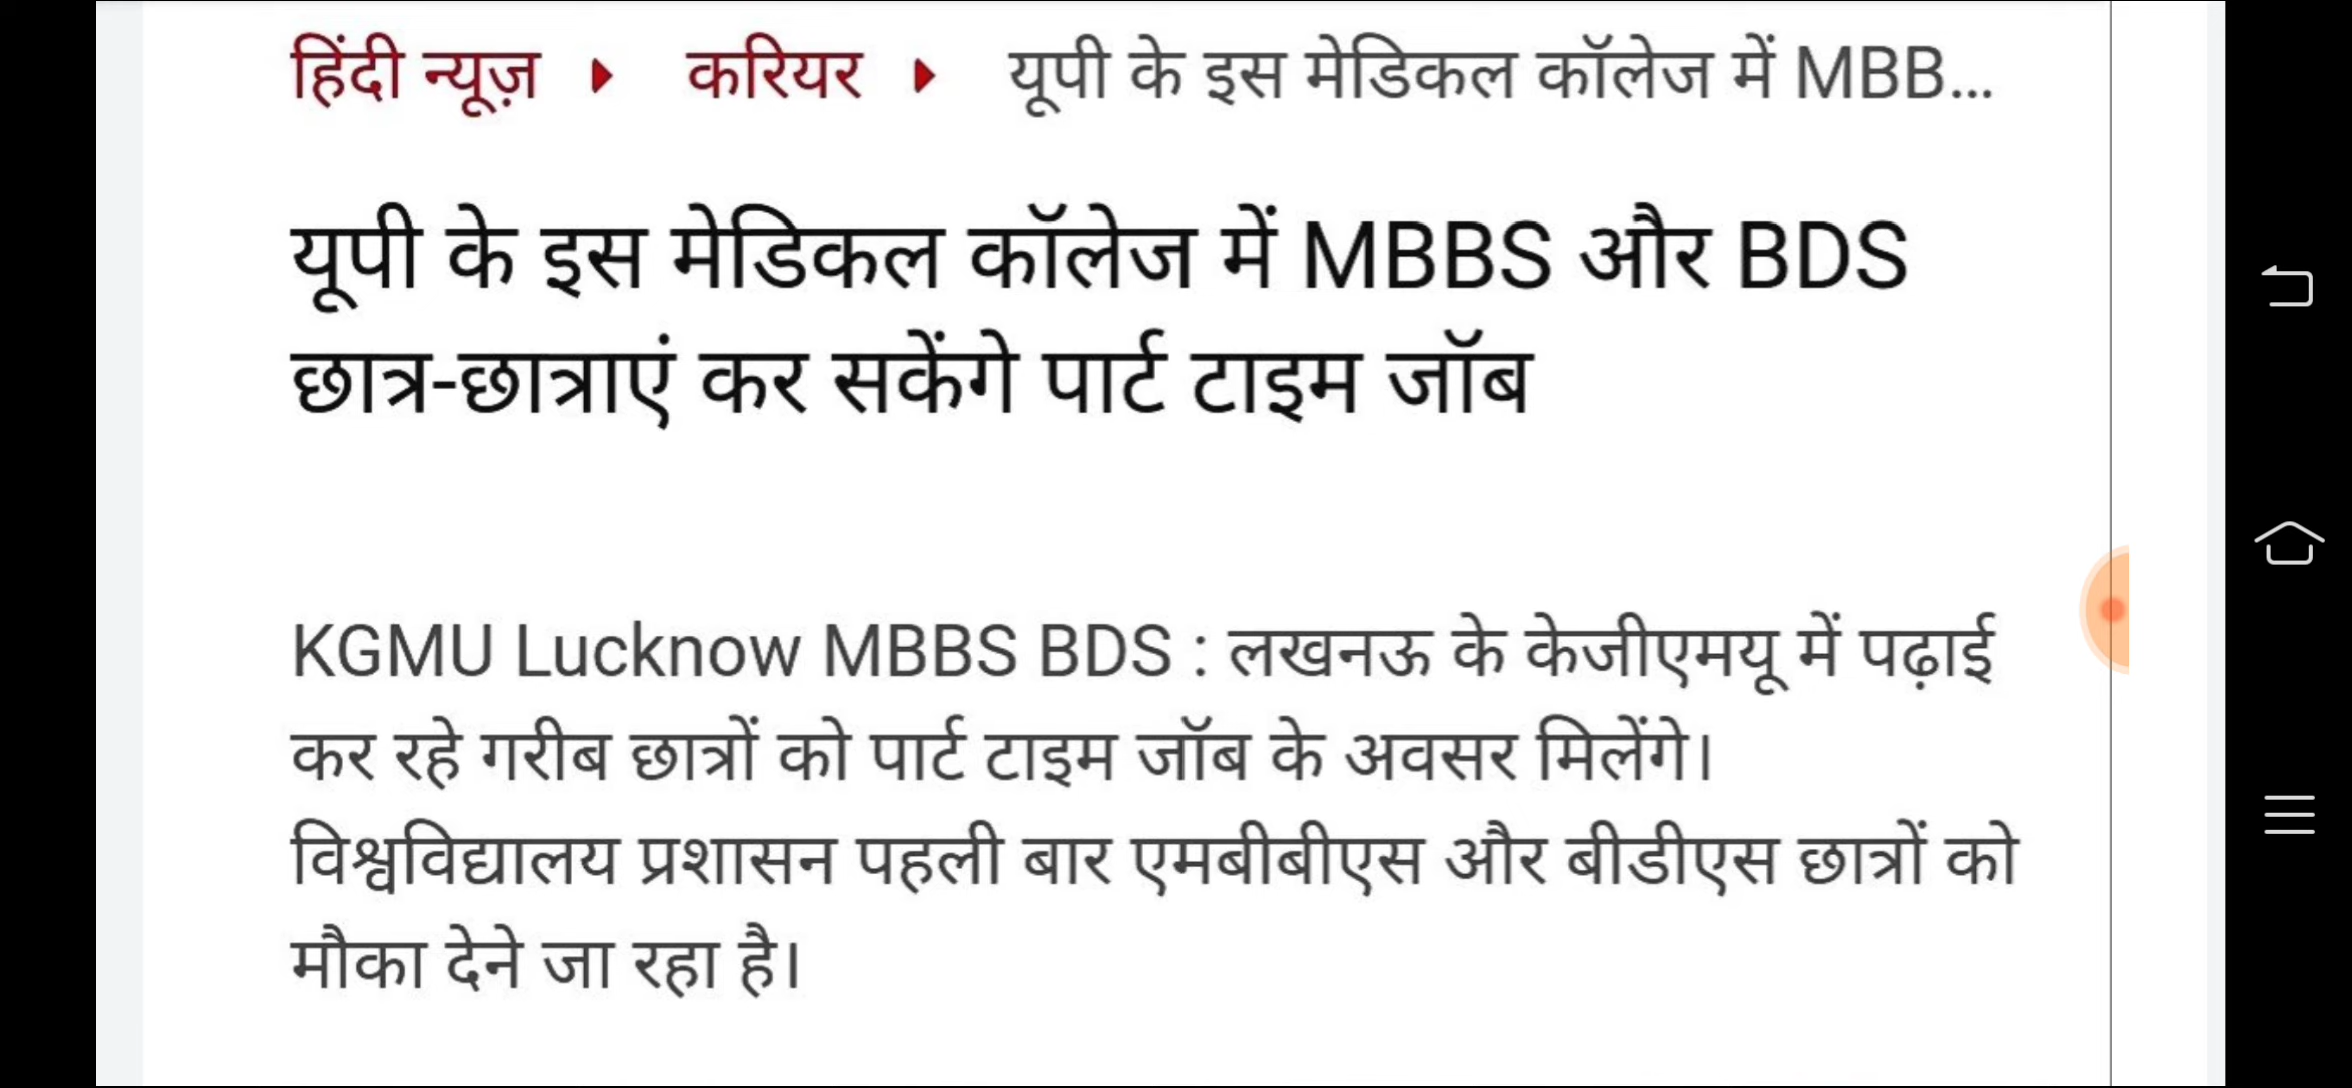 हिंदी न्यूज़ करियर यूपी के इस मेडिकल कॉलेज में MBB...
यूपी के इस मेडिकल कॉलेज में MBBS और BDS
छात्र-छात्राएं कर सकेंगे पार्ट टाइम जॉब
KGMU Lucknow MBBS BDS : लखनऊ के केजीएमयू में पढ़ाई
कर रहे गरीब छात्रों को पार्ट टाइम जॉब के अवसर मिलेंगे।
विश्वविद्यालय प्रशासन पहली बार एमबीबीएस और बीडीएस छात्रों को
मौका देने जा रहा है।